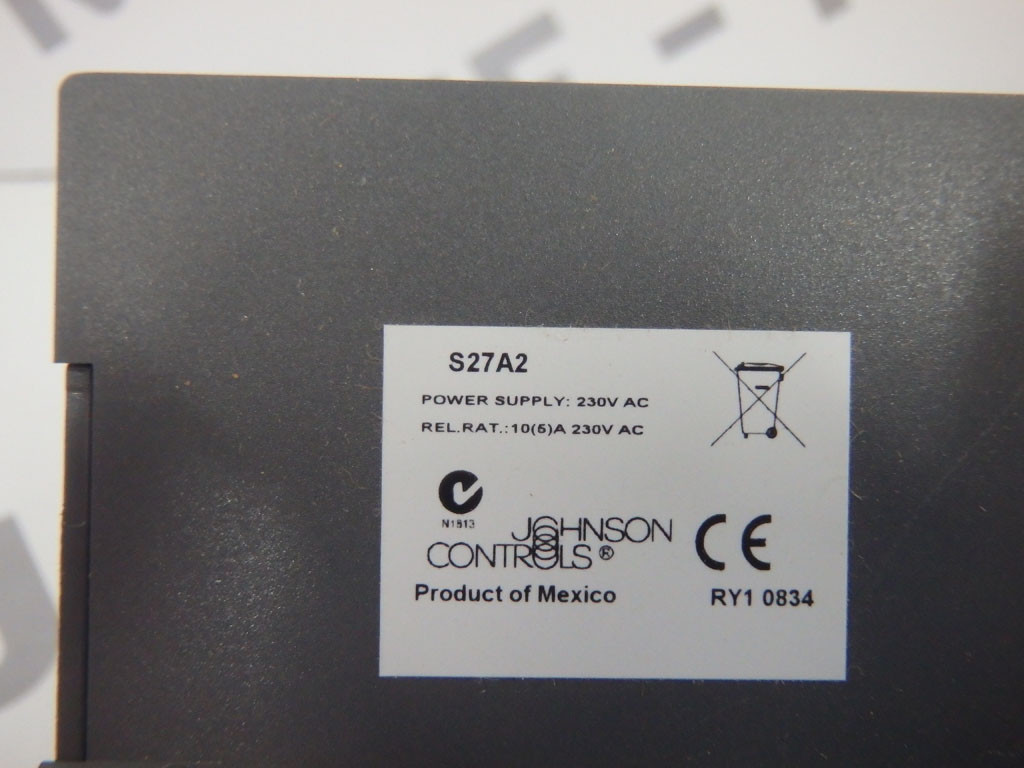 S27A2
POWER SUPPLY: 230V AC
REL.RAT.:10(5)A 230V AC
N1813
JOHNSON
CONTROLS®
CE
Product of Mexico
RY1 0834